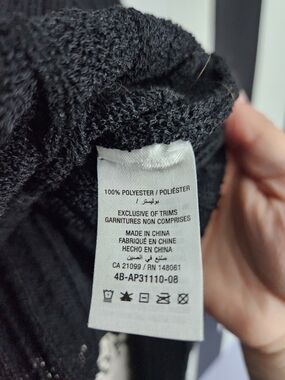 100% POLYESTER / POLIÉSTER
بوليستر /
EXCLUSIVE OF TRIMS
GARNITURES NON COMPRISES
MADE IN CHINA
FABRIQUÉ EN CHINE
HECHO EN CHINA
صنع في الصين
CA 21099 / RN 148061
4B-AP31110-08